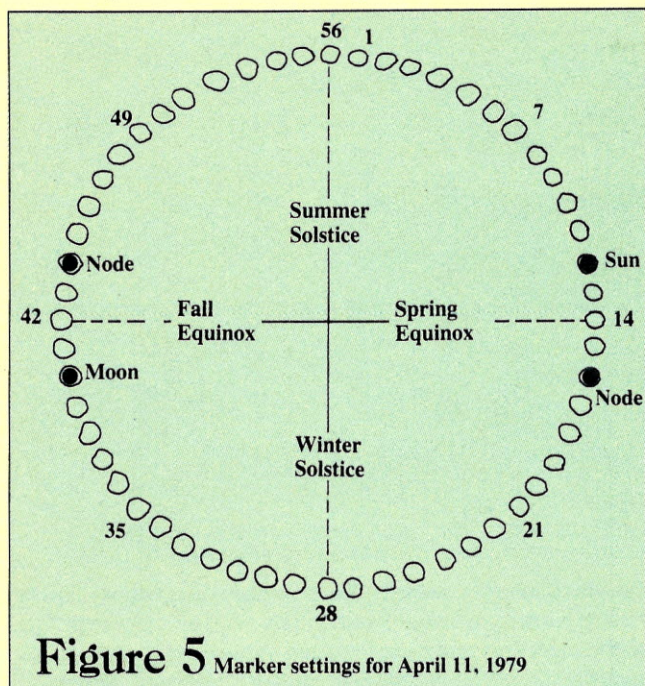 56
1
49
7
Summer
Solstice
Node
Sun
42
Fall
Equinox
Spring
Equinox
14
Moon
Node
Winter
Solstice
35
21
28
Figure 5 Marker settings for April 11, 1979